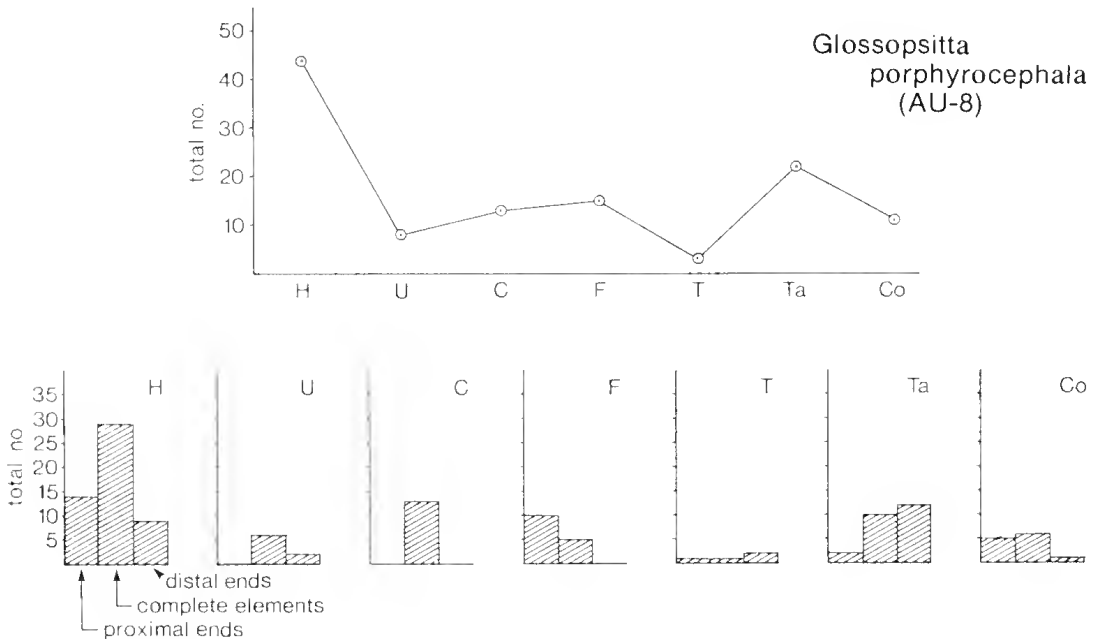 Glossopsitta
porphyrocephala
(AU-8)
50
40
30
20
10
total no.
H U C F T Ta Co
H U C F T Ta Co
35
30
25
20
15
10
5
total no
distal ends
complete elements
proximal ends